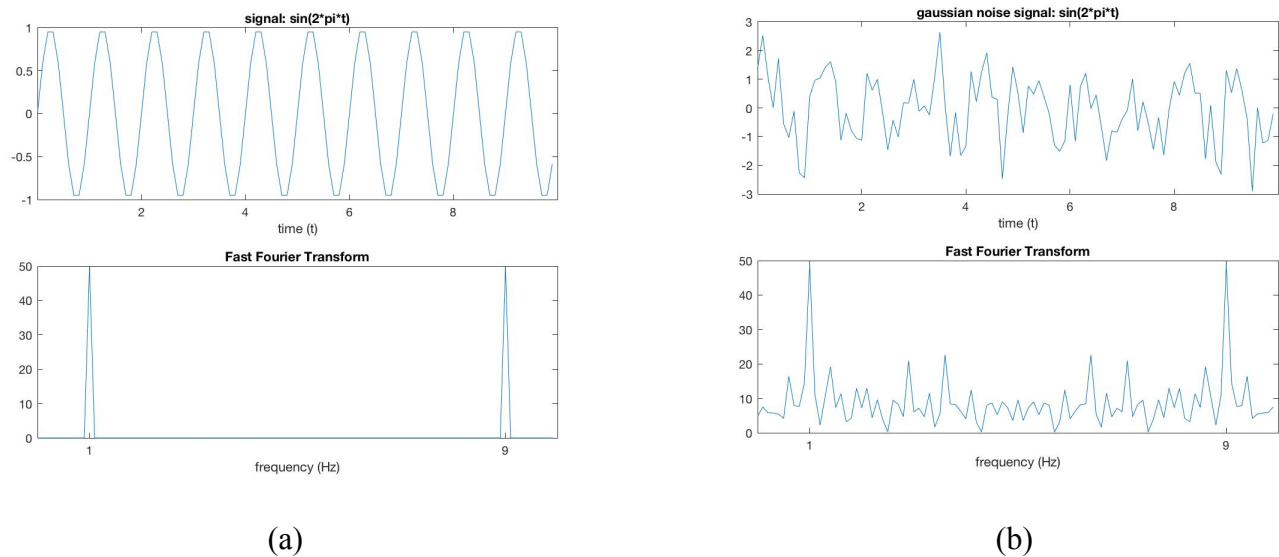 signal: sin(2*pi*t)
1
0.5
0
-0.5
-1
2 4 6 8
time (t)
Fast Fourier Transform
50
40
30
20
10
0
1 9
frequency (Hz)
(a)
gaussian noise signal: sin(2*pi*t)
3
2
1
0
-1
-2
-3
2 4 6 8
time (t)
Fast Fourier Transform
50
40
30
20
10
0
1 9
frequency (Hz)
(b)